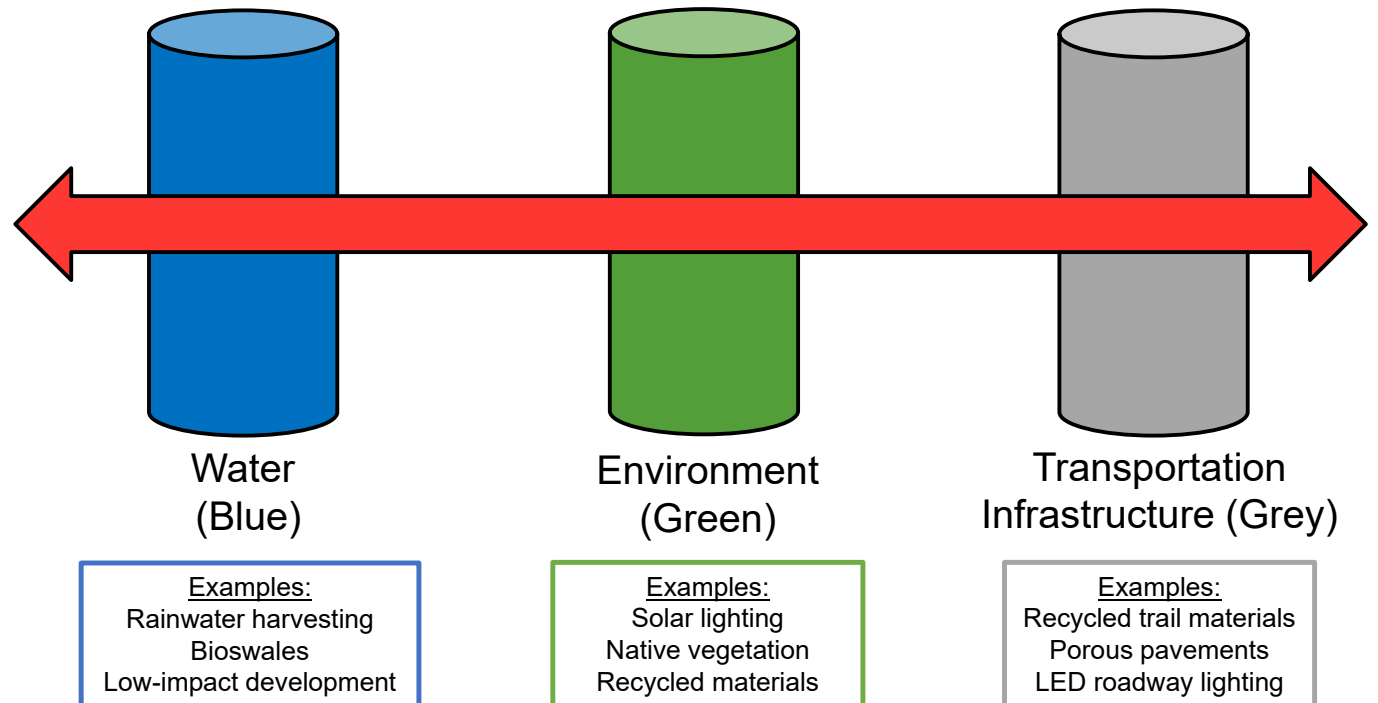 Water
(Blue)
Environment
(Green)
Transportation
Infrastructure (Grey)
Examples:
Rainwater harvesting
Bioswales
Low-impact development
Examples:
Solar lighting
Native vegetation
Recycled materials
Examples:
Recycled trail materials
Porous pavements
LED roadway lighting